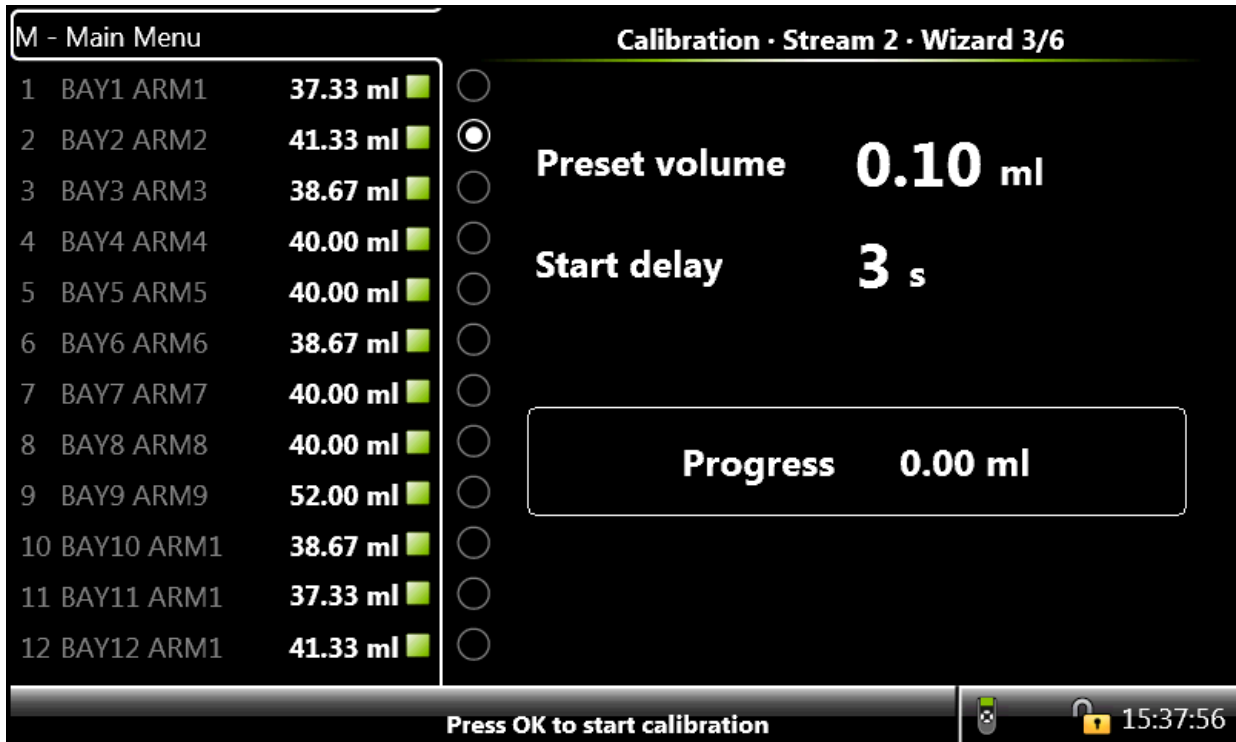 M - Main Menu
1 BAY1 ARM1 37.33 ml
2 BAY2 ARM2 41.33 ml
3 BAY3 ARM3 38.67 ml
4 BAY4 ARM4 40.00 ml
5 BAY5 ARM5 40.00 ml
6 BAY6 ARM6 38.67 ml
7 BAY7 ARM7 40.00 ml
8 BAY8 ARM8 40.00 ml
9 BAY9 ARM9 52.00 ml
10 BAY10 ARM1 38.67 ml
11 BAY11 ARM1 37.33 ml
12 BAY12 ARM1 41.33 ml
Calibration · Stream 2 · Wizard 3/6
Preset volume 0.10 ml
Start delay 3 s
Progress 0.00 ml
Press OK to start calibration
15:37:56